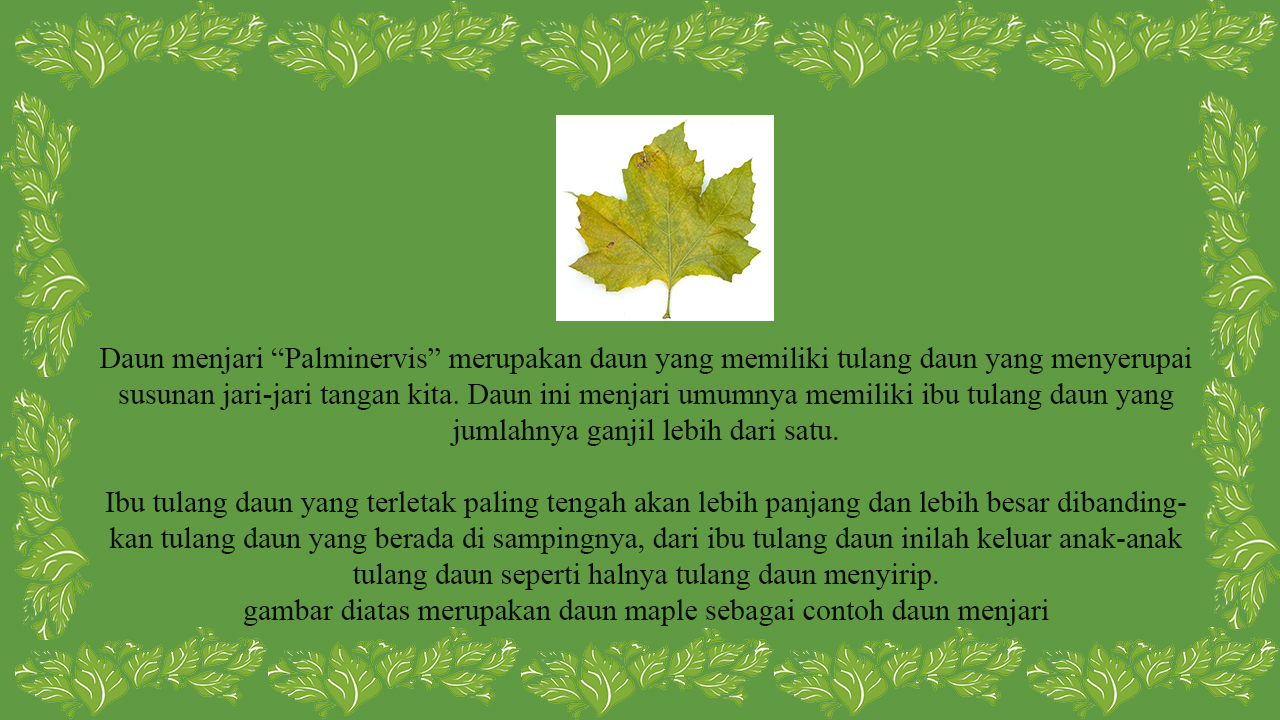 Daun menjari “Palminervis” merupakan daun yang memiliki tulang daun yang menyerupai
susunan jari-jari tangan kita. Daun ini menjari umumnya memiliki ibu tulang daun yang
jumlahnya ganjil lebih dari satu.
Ibu tulang daun yang terletak paling tengah akan lebih panjang dan lebih besar dibanding-
kan tulang daun yang berada di sampingnya, dari ibu tulang daun inilah keluar anak-anak
tulang daun seperti halnya tulang daun menyirip.
gambar diatas merupakan daun maple sebagai contoh daun menjari